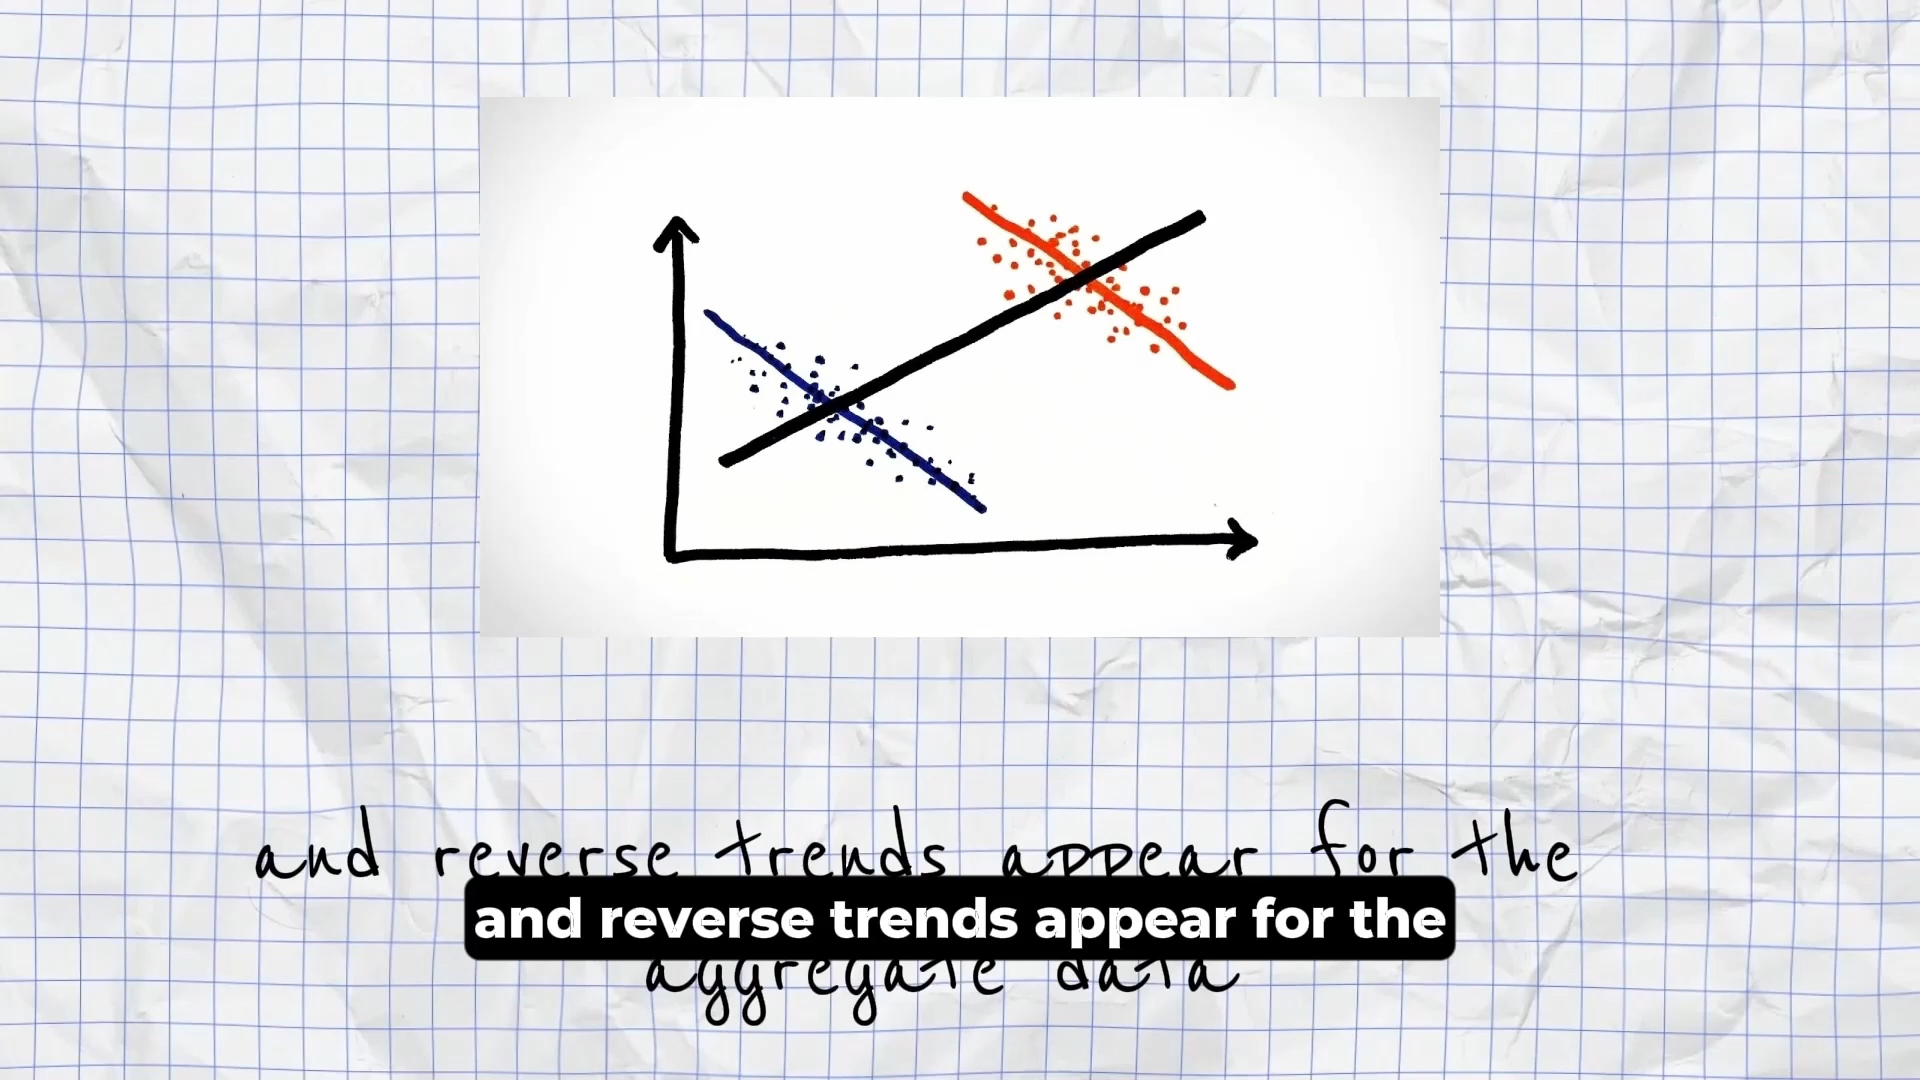 and reverse trends appear for the
and reverse trends appear for the
aggregate data